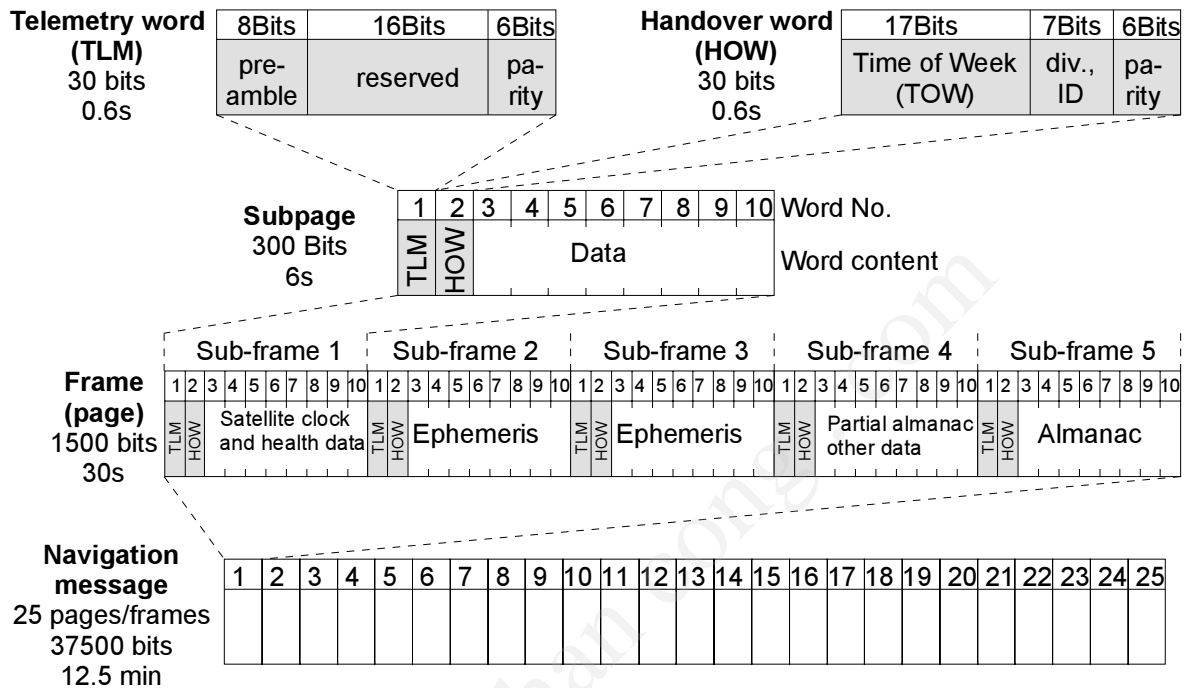 Telemetry word
(TLM)
30 bits
0.6s
8Bits 16Bits 6Bits
pre-
amble
reserved
pa-
rity
Handover word
(HOW)
30 bits
0.6s
17Bits 7Bits 6Bits
Time of Week
(TOW)
div.,
ID
pa-
rity
Subpage
300 Bits
6s
1 2 3 4 5 6 7 8 9 10 Word No.
TLM HOW Data Word content
Sub-frame 1 Sub-frame 2 Sub-frame 3 Sub-frame 4 Sub-frame 5
Frame
(page)
1500 bits
30s
1 2 3 4 5 6 7 8 9 10 1 2 3 4 5 6 7 8 9 10 1 2 3 4 5 6 7 8 9 10 1 2 3 4 5 6 7 8 9 10 1 2 3 4 5 6 7 8 9 10
TLM HOW
Satellite clock
and health data
TLM HOW
Ephemeris
TLM HOW
Ephemeris
TLM HOW
Partial almanac
other data
TLM HOW
Almanac
Navigation
message
25 pages/frames
37500 bits
12.5 min
1 2 3 4 5 6 7 8 9 10 11 12 13 14 15 16 17 18 19 20 21 22 23 24 25
han cong . com